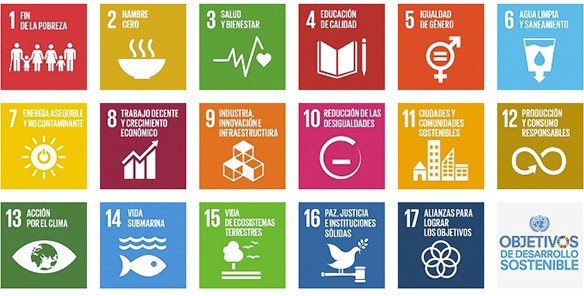 1 FIN
DE LA POBREZA
2 HAMBRE
CERO
3 SALUD
Y BIENESTAR
4 EDUCACIÓN
DE CALIDAD
5 IGUALDAD
DE GÉNERO
6 AGUA LIMPIA
Y SANEAMIENTO
7 ENERGÍA ASEQUIBLE
Y NO CONTAMINANTE
8 TRABAJO DECENTE
Y CRECIMIENTO
ECONÓMICO
9 INDUSTRIA,
INNOVACIÓN E
INFRAESTRUCTURA
10 REDUCCIÓN DE LAS
DESIGUALDADES
11 CIUDADES Y
COMUNIDADES
SOSTENIBLES
12 PRODUCCIÓN
Y CONSUMO
RESPONSABLES
13 ACCIÓN
POR EL CLIMA
14 VIDA
SUBMARINA
15 VIDA
DE ECOSISTEMAS
TERRESTRES
16 PAZ, JUSTICIA
E INSTITUCIONES
SÓLIDAS
17 ALIANZAS PARA
LOGRAR
LOS OBJETIVOS
OBJETIVOS
DE DESARROLLO
SOSTENIBLE